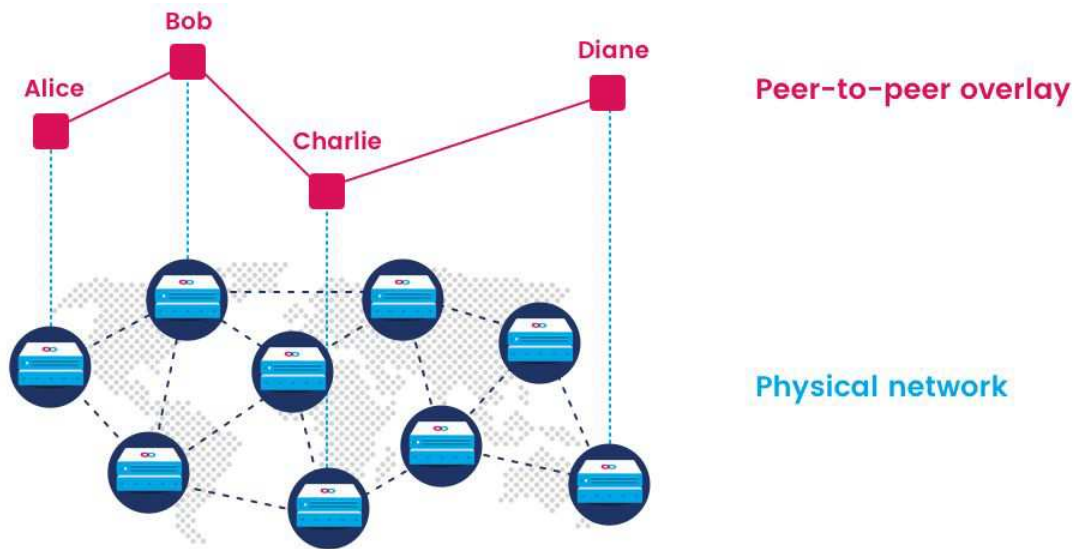 Bob
Diane
Alice
Peer-to-peer overlay
Charlie
Physical network